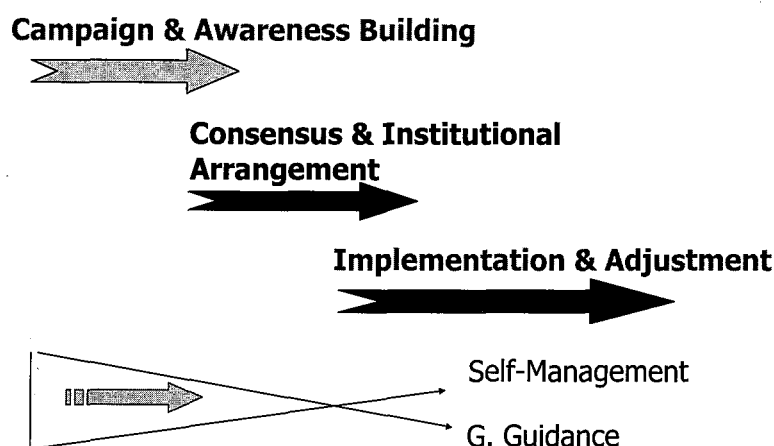 Campaign & Awareness Building
Consensus & Institutional
Arrangement
Implementation & Adjustment
Self-Management
G. Guidance